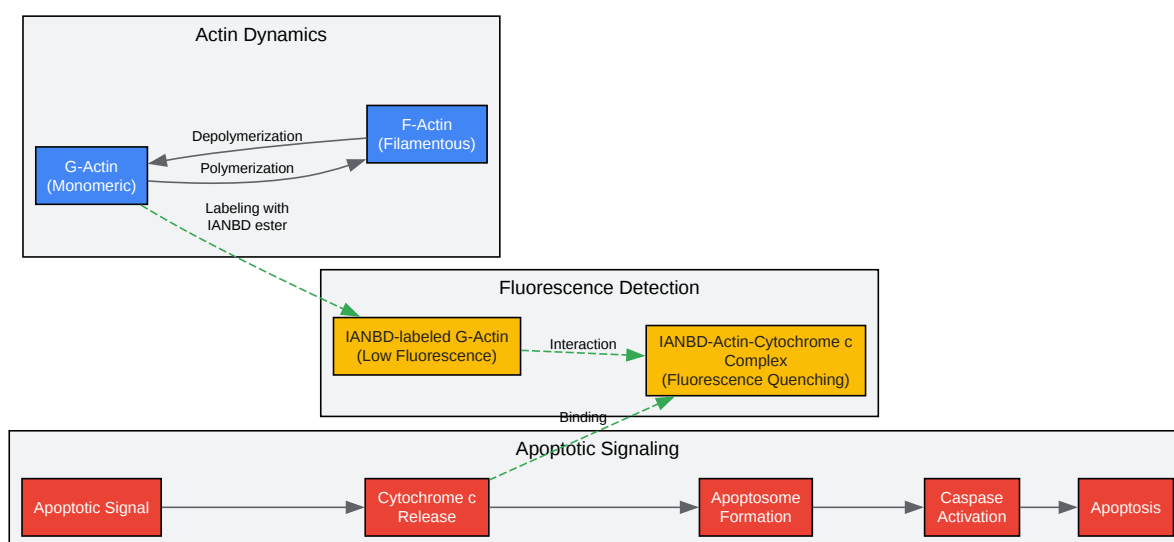 Actin Dynamics
F-Actin
(Filamentous)
Depolymerization
G-Actin
(Monomeric)
Polymerization
Labeling with
IANBD ester
Fluorescence Detection
IANBD-labeled G-Actin
(Low Fluorescence)
Interaction
IANBD-Actin-Cytochrome c
Complex
(Fluorescence Quenching)
Binding
Apoptotic Signaling
Apoptotic Signal
Cytochrome c
Release
Apoptosome
Formation
Caspase
Activation
Apoptosis